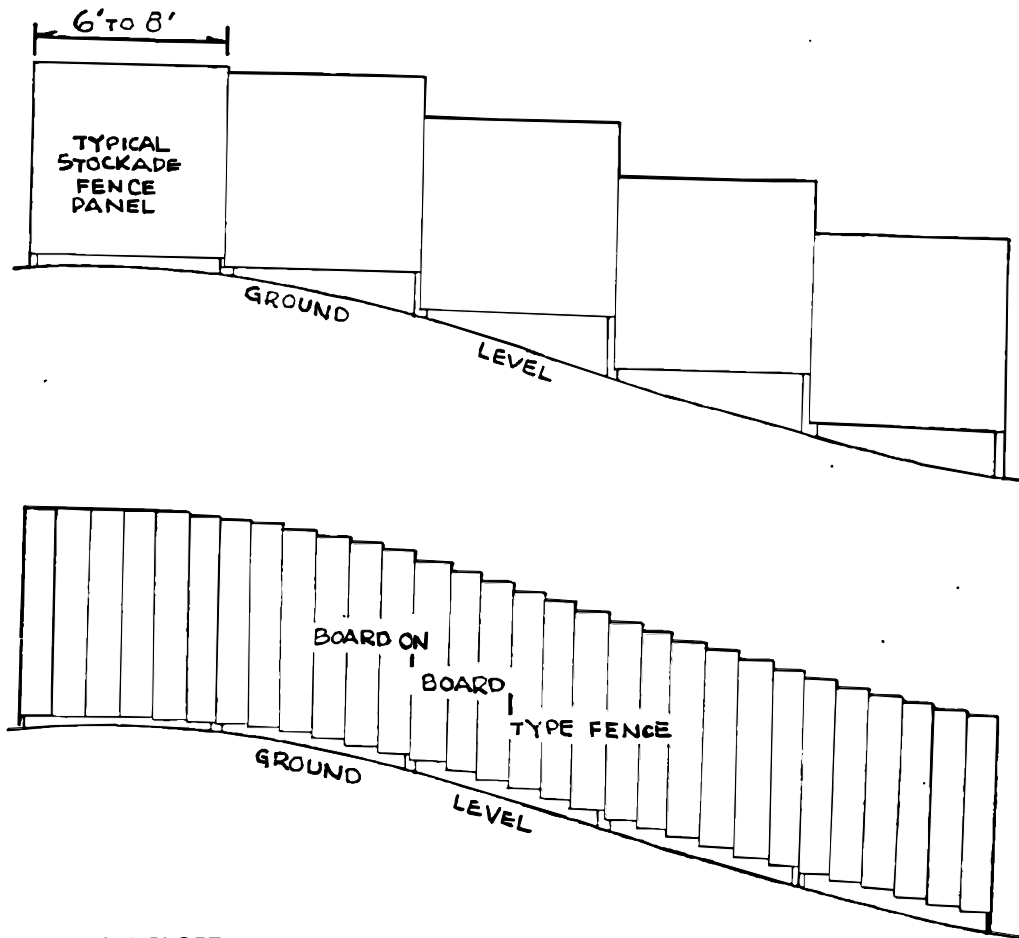 6' TO 8'
TYPICAL
STOCKADE
FENCE
PANEL
GROUND
LEVEL
BOARD ON
BOARD
TYPE FENCE
GROUND
LEVEL